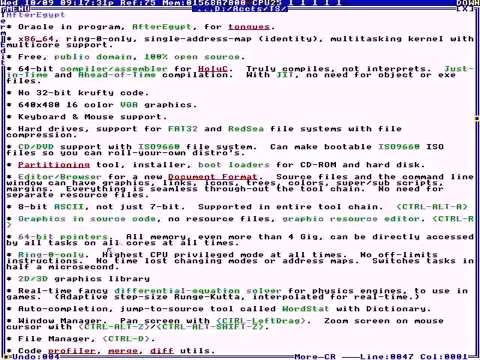 Wed 10/09 09:17:31p Ref:75 Mem:0156867800 CPU25 1 1 1 1 1 DOWN
MENU ...D:/Accts/TS/ [X]
AfterEgypt
* Oracle in program, AfterEgypt, for tongues.
* x86_64, ring-0-only, single-address-map (identity), multitasking kernel with
multicore support.
* Free, public domain, 100% open source.
* 64-bit compiler/assembler for HolyC. Truly compiles, not interprets. Just-
in-Time and Ahead-of-Time compilation. With JIT, no need for object or exe
files.
* No 32-bit krufty code.
* 640x480 16 color VGA graphics.
* Keyboard & Mouse support.
* Hard drives, support for FAT32 and RedSea file systems with file
compression.
* CD/DVD support with ISO9660 file system. Can make bootable ISO9660 ISO
files so you can roll-your-own distro's.
* Partitioning tool, installer, boot loaders for CD-ROM and hard disk.
* Editor/Browser for a new Document Format. Source files and the command line
window can have graphics, links, icons, trees, colors, super/sub scripts,
margins. Everything is seamless through-out the tool chain. No need for
separate resource files.
* 8-bit ASCII, not just 7-bit. Supported in entire tool chain. <CTRL-ALT-A>
* Graphics in source code, no resource files, graphic resource editor. <CTRL-R
>
* 64-bit pointers. All memory, even more than 4 Gig, can be directly accessed
by all tasks on all cores at all times.
* Ring-0-only. Highest CPU privileged mode at all times. No off-limits
instructions. No time lost changing modes or address maps. Switches tasks in
half a microsecond.
* 2D/3D graphics library
* Real-time fancy differential-equation solver for physics engines, to use in
games. (Adaptive step-size Runge-Kutta, interpolated for real-time.)
* Auto-completion, jump-to-source tool called WordStat with Dictionary.
* Window Manager. Pan screen with <CTRL-LeftDrag>. Zoom screen on mouse
cursor with <CTRL-ALT-Z>/<CTRL-ALT-SHIFT-Z>.
* File Manager, <CTRL-D>.
* Code profiler, merge, diff utils.
Undo:004 More-CR Line:0047 Col:0001